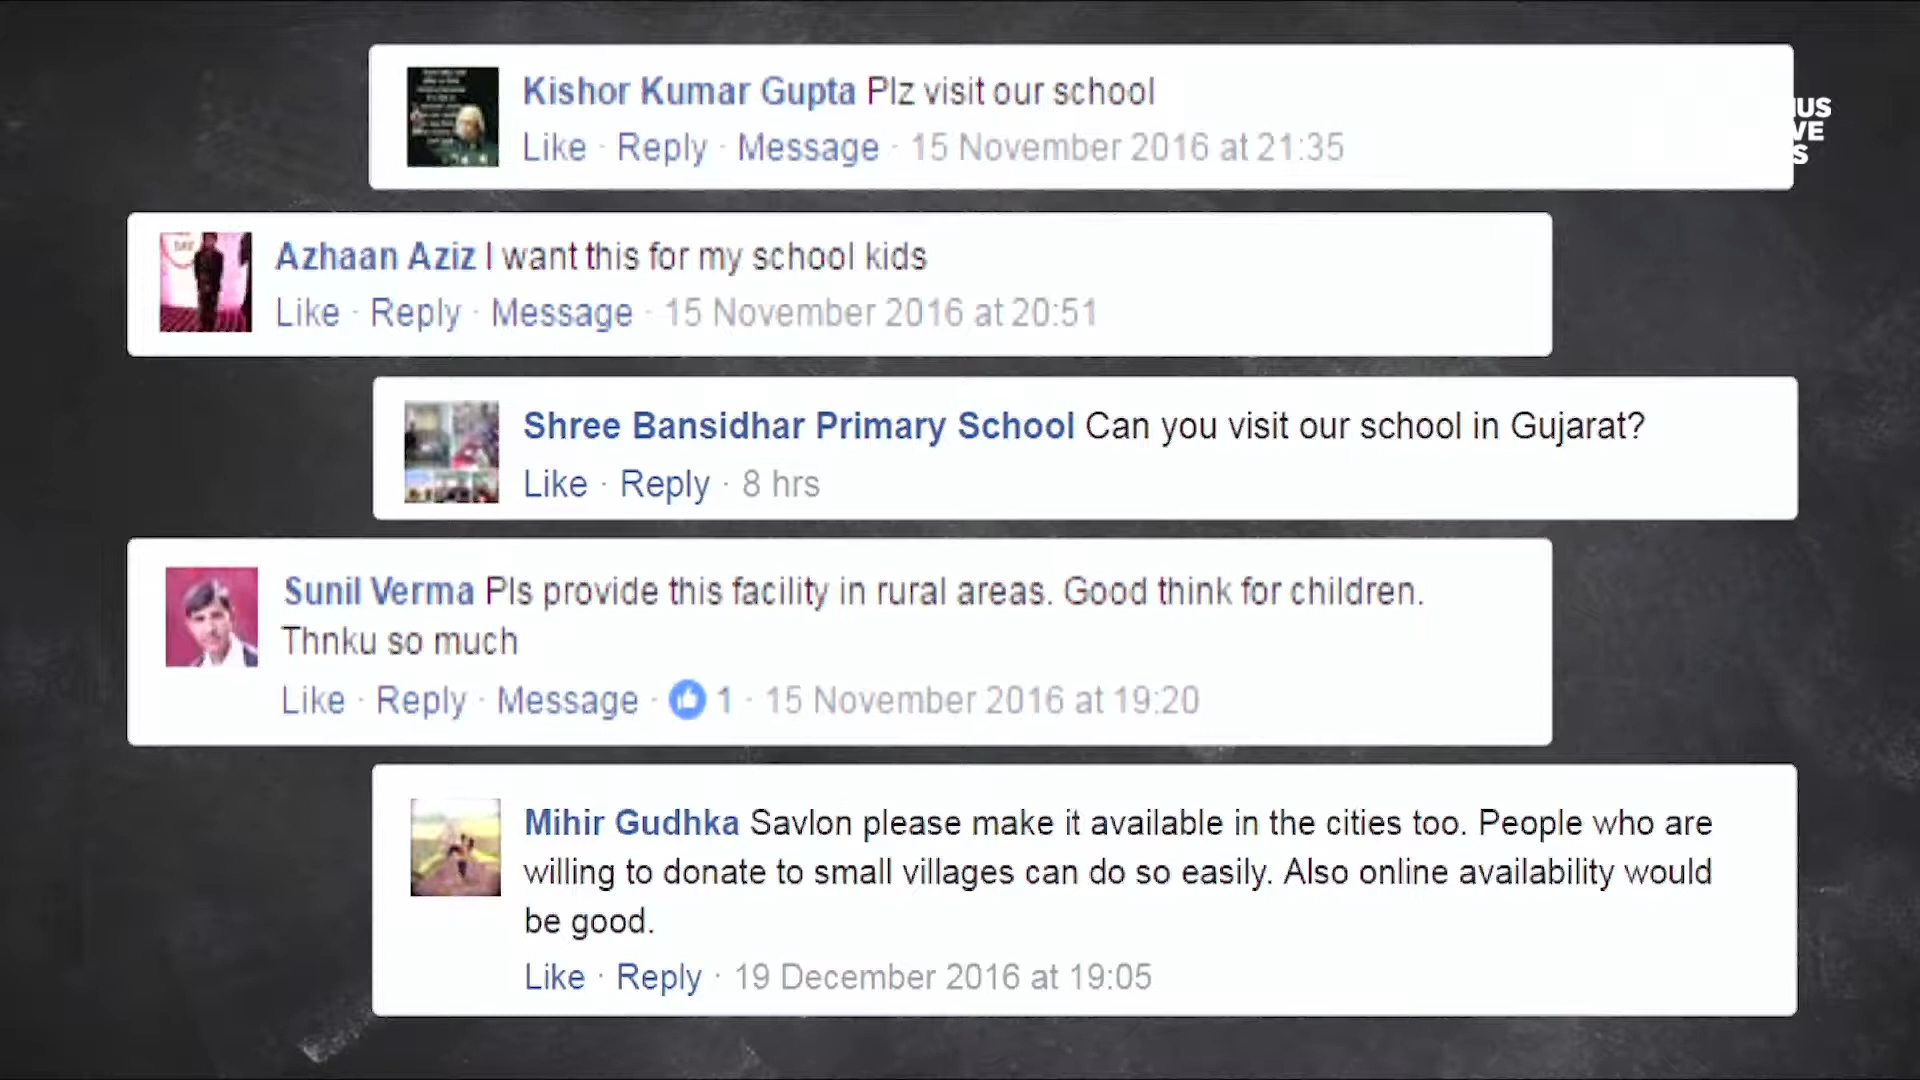 Kishor Kumar Gupta Plz visit our school
Like · Reply · Message · 15 November 2016 at 21:35
Azhaan Aziz I want this for my school kids
Like · Reply · Message · 15 November 2016 at 20:51
Shree Bansidhar Primary School Can you visit our school in Gujarat?
Like · Reply · 8 hrs
Sunil Verma Pls provide this facility in rural areas. Good think for children.
Thnku so much
Like · Reply · Message · 1 · 15 November 2016 at 19:20
Mihir Gudhka Savlon please make it available in the cities too. People who are
willing to donate to small villages can do so easily. Also online availability would
be good.
Like · Reply · 19 December 2016 at 19:05